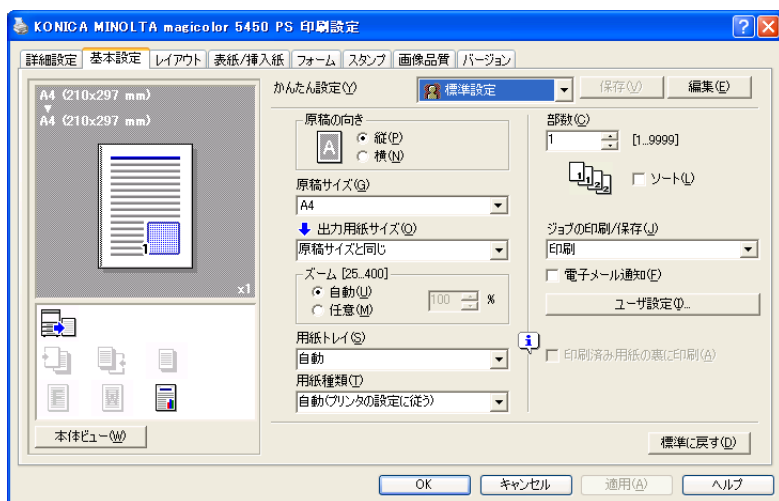 KONICA MINOLTA magicolor 5450 PS 印刷設定
詳細設定 基本設定 レイアウト 表紙/挿入紙 フォーム スタンプ 画像品質 バージョン
A4 (210x297 mm)
A4 (210x297 mm)
1
x1
本体ビュー(W)
かんたん設定(Y) 標準設定 保存(V) 編集(E)
原稿の向き
A
縦(P)
横(N)
原稿サイズ(G)
A4
出力用紙サイズ(O)
原稿サイズと同じ
ズーム [25...400]
自動(U)
任意(M)
100 %
用紙トレイ(S)
自動
用紙種類(T)
自動(プリンタの設定に従う)
部数(C)
1 [1...9999]
1 1 2 2
ソート(L)
ジョブの印刷/保存(J)
印刷
電子メール通知(F)
ユーザ設定(I)...
印刷済み用紙の裏に印刷(A)
標準に戻す(D)
OK キャンセル 適用(A) ヘルプ